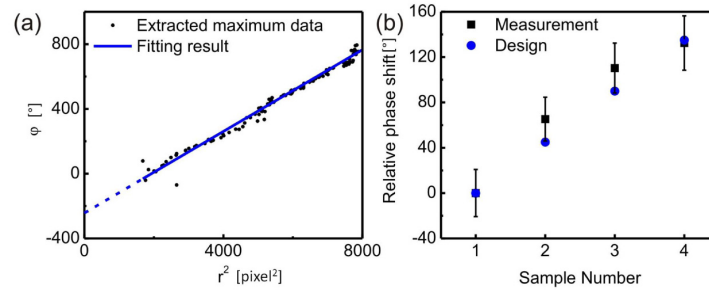 (a)
Extracted maximum data
Fitting result
800
400
0
-400
φ [°]
0
4000
8000
r² [pixel²]
(b)
Measurement
Design
160
120
80
40
0
-40
Relative phase shift[°]
1
2
3
4
Sample Number